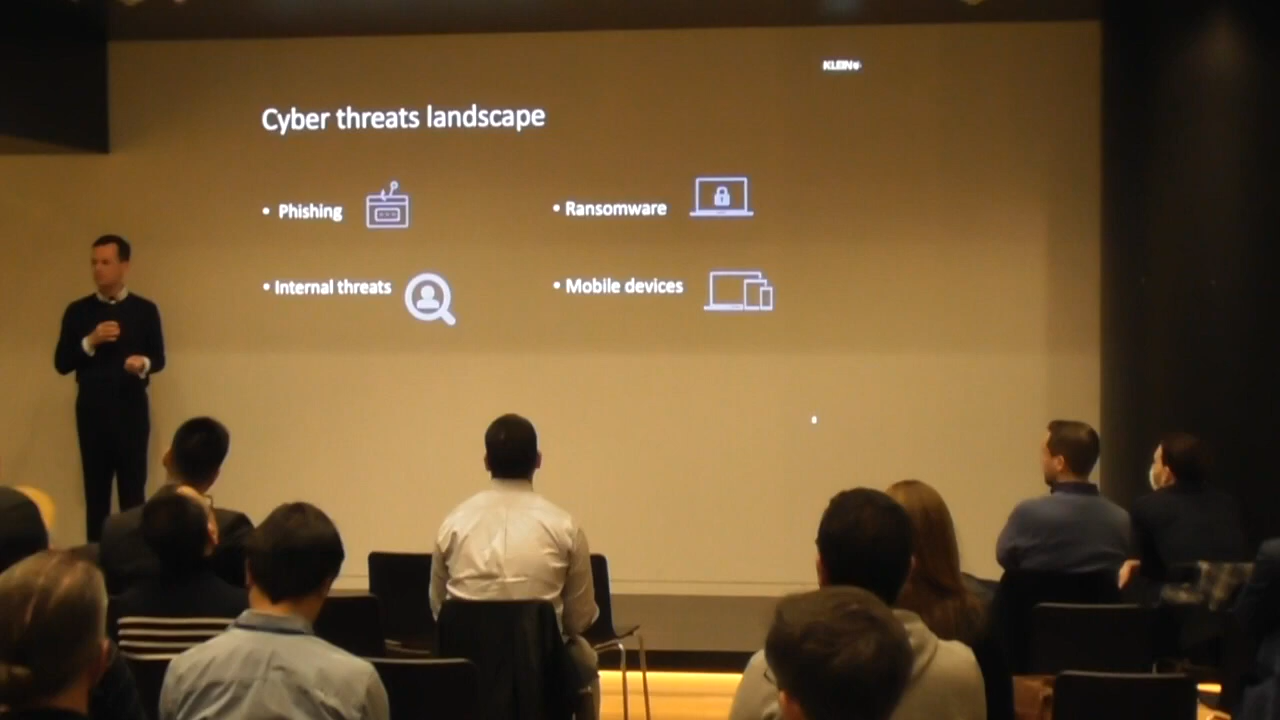 KLEIN
Cyber threats landscape
• Phishing
• Ransomware
• Internal threats
• Mobile devices